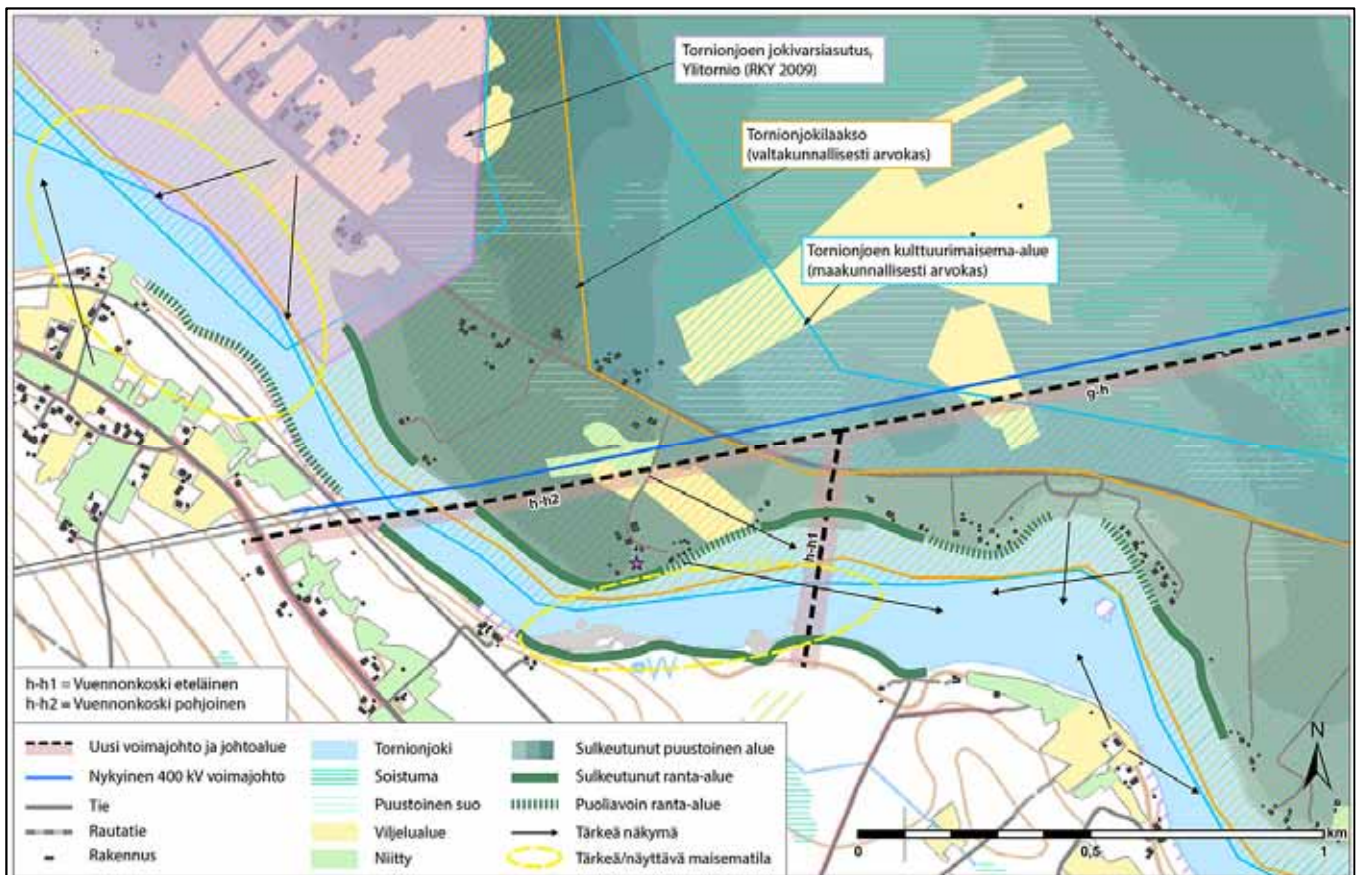 Tornionjoen jokivarsiasutus,
Ylitornio (RKY 2009)
Tornionjokilaakso
(valtakunnallisesti arvokas)
Tornionjoen kulttuurimaisema-alue
(maakunnallisesti arvokas)
g-h
h-h2
h-h1
h-h1 = Vuennonkoski eteläinen
h-h2 = Vuennonkoski pohjoinen
Uusi voimajohto ja johtoalue
Nykyinen 400 kV voimajohto
Tie
Rautatie
Rakennus
Tornionjoki
Soistuma
Puustoinen suo
Viljelualue
Niitty
Sulkeutunut puustoinen alue
Sulkeutunut ranta-alue
Puoliavoin ranta-alue
Tärkeä näkymä
Tärkeä/näyttävä maisematila
N
km
0 0,5 1